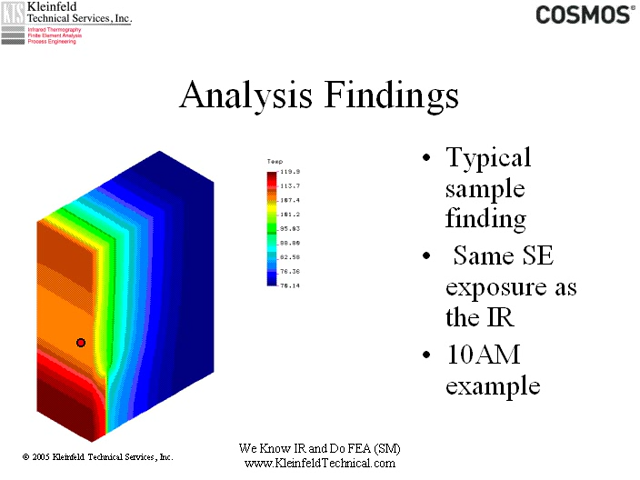 KTS Kleinfeld
Technical Services, Inc.
Infrared Thermography
Finite Element Analysis
Process Engineering
COSMOS®
Analysis Findings
Temp
119.9
113.7
107.4
101.2
95.03
88.80
82.58
76.36
70.14
• Typical
sample
finding
• Same SE
exposure as
the IR
• 10AM
example
© 2005 Kleinfeld Technical Services, Inc.
We Know IR and Do FEA (SM)
www.KleinfeldTechnical.com